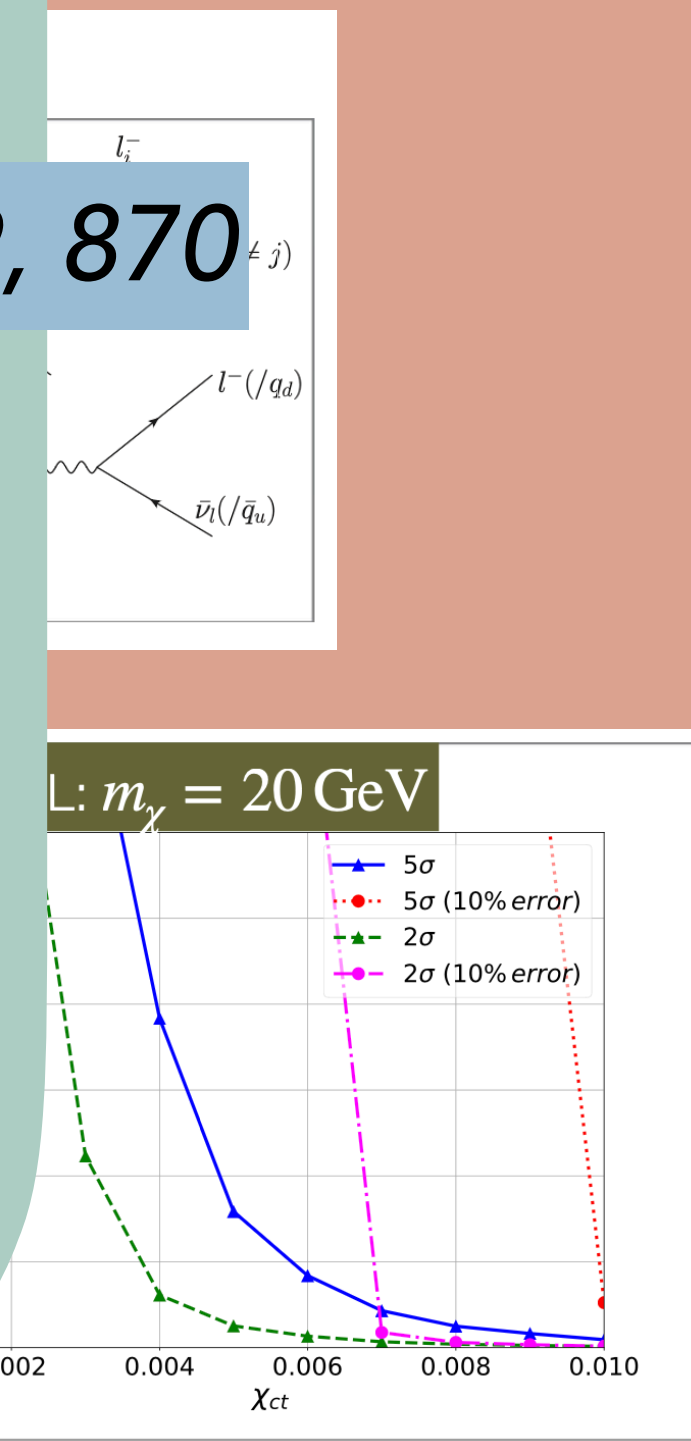 l_i^-
, 870
≠ j)
l^-(/q_d)
ν̄_l(/q̄_u)
L: m_χ = 20 GeV
5σ
5σ (10% error)
2σ
2σ (10% error)
002 0.004 0.006 0.008 0.010
χ_ct